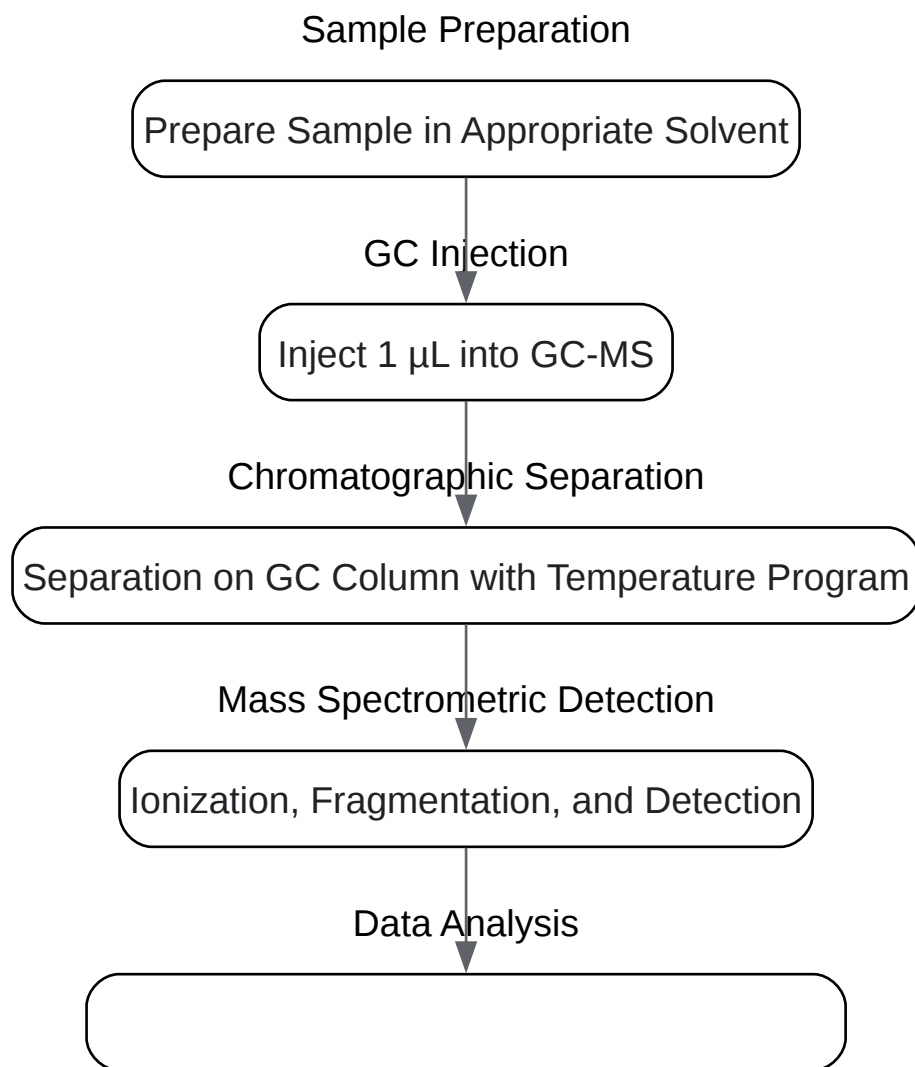 Sample Preparation
Prepare Sample in Appropriate Solvent
GC Injection
Inject 1 µL into GC-MS
Chromatographic Separation
Separation on GC Column with Temperature Program
Mass Spectrometric Detection
Ionization, Fragmentation, and Detection
Data Analysis